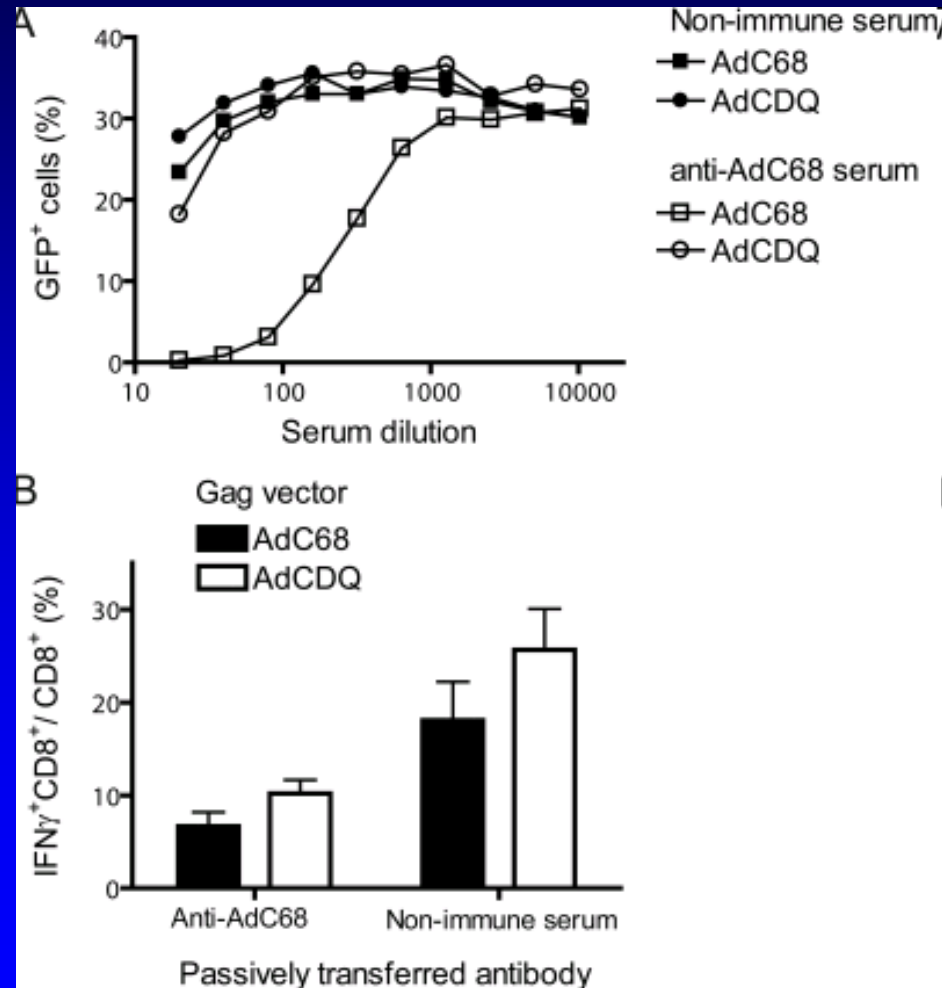 A
Non-immune serum
AdC68
AdCDQ
anti-AdC68 serum
AdC68
AdCDQ
GFP⁺ cells (%)
40
30
20
10
0
10 100 1000 10000
Serum dilution
B
Gag vector
AdC68
AdCDQ
IFNγ⁺CD8⁺/ CD8⁺ (%)
30
20
10
0
Anti-AdC68 Non-immune serum
Passively transferred antibody